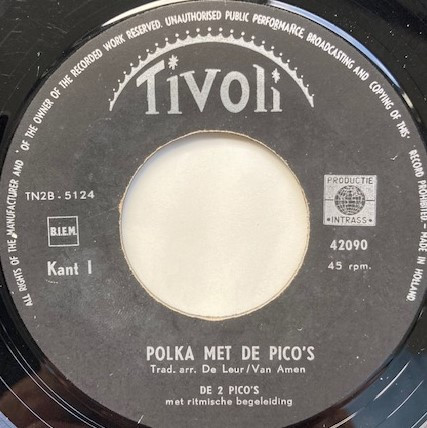 ALL RIGHTS OF THE MANUFACTURER AND OF THE OWNER OF THE RECORDED WORK RESERVED. UNAUTHORISED PUBLIC PERFORMANCE, BROADCASTING AND COPYING OF THIS RECORD PROHIBITED - MADE IN HOLLAND
Tivoli
TN2B-5124
PRODUCTIE
INTRASS
B.I.E.M.
42090
Kant 1
45 rpm.
POLKA MET DE PICO'S
Trad. arr. De Leur/Van Amen
DE 2 PICO'S
met ritmische begeleiding